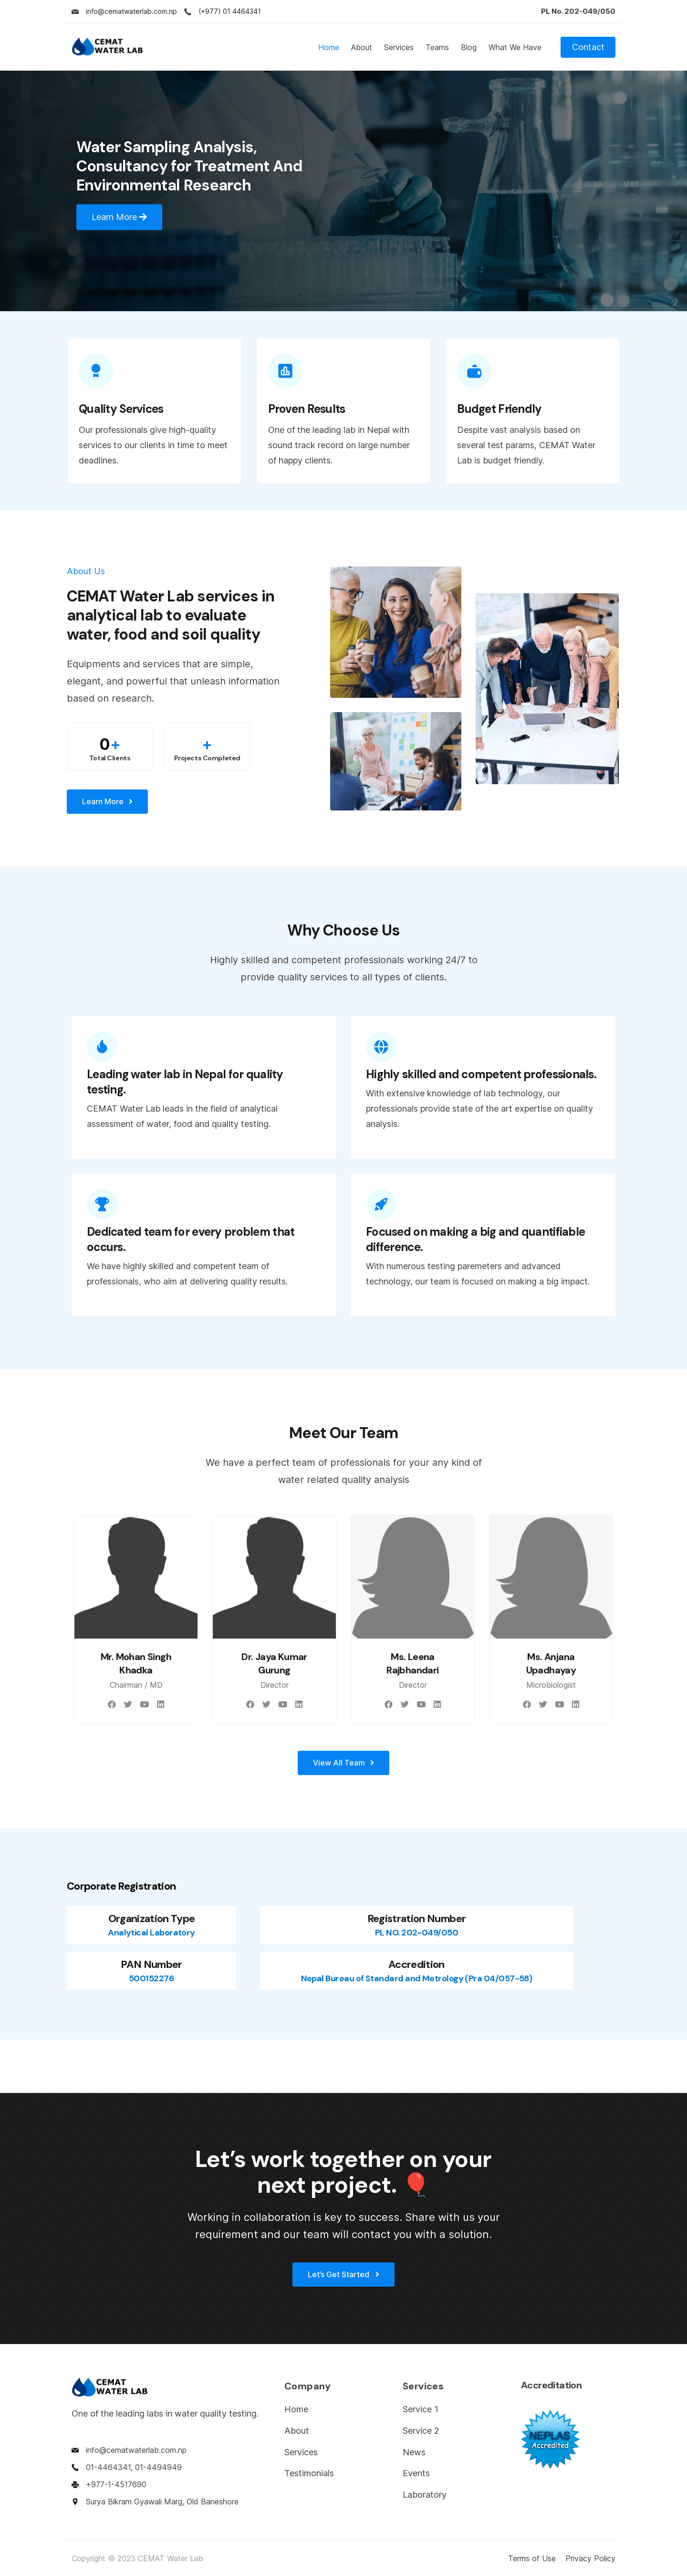 info@cematwaterlab.com.np (+977) 01 4464341
PL No. 202-049/050
CEMAT
WATER LAB
Home
About
Services
Teams
Blog
What We Have
Contact
Water Sampling Analysis,
Consultancy for Treatment And
Environmental Research
Learn More
Quality Services
Our professionals give high-quality
services to our clients in time to meet
deadlines.
Proven Results
One of the leading lab in Nepal with
sound track record on large number
of happy clients.
Budget Friendly
Despite vast analysis based on
several test params, CEMAT Water
Lab is budget friendly.
About Us
CEMAT Water Lab services in
analytical lab to evaluate
water, food and soil quality
Equipments and services that are simple,
elegant, and powerful that unleash information
based on research.
0+
Total Clients
+
Projects Completed
Learn More
Why Choose Us
Highly skilled and competent professionals working 24/7 to
provide quality services to all types of clients.
Leading water lab in Nepal for quality
testing.
CEMAT Water Lab leads in the field of analytical
assessment of water, food and quality testing.
Highly skilled and competent professionals.
With extensive knowledge of lab technology, our
professionals provide state of the art expertise on quality
analysis.
Dedicated team for every problem that
occurs.
We have highly skilled and competent team of
professionals, who aim at delivering quality results.
Focused on making a big and quantifiable
difference.
With numerous testing paremeters and advanced
technology, our team is focused on making a big impact.
Meet Our Team
We have a perfect team of professionals for your any kind of
water related quality analysis
Mr. Mohan Singh
Khadka
Chairman / MD
Dr. Jaya Kumar
Gurung
Director
Ms. Leena
Rajbhandari
Director
Ms. Anjana
Upadhayay
Microbiologist
View All Team
Corporate Registration
Organization Type
Analytical Laboratory
Registration Number
PL NO. 202-049/050
PAN Number
500152276
Accredition
Nepal Bureau of Standard and Metrology (Pra 04/057-58)
Let's work together on your
next project. 🎈
Working in collaboration is key to success. Share with us your
requirement and our team will contact you with a solution.
Let's Get Started
CEMAT
WATER LAB
One of the leading labs in water quality testing.
info@cematwaterlab.com.np
01-4464341, 01-4494949
+977-1-4517690
Surya Bikram Gyawali Marg, Old Baneshore
Company
Home
About
Services
Testimonials
Services
Service 1
Service 2
News
Events
Laboratory
Accreditation
NEPLAS
Accredited
Copyright © 2023 CEMAT Water Lab
Terms of Use
Privacy Policy